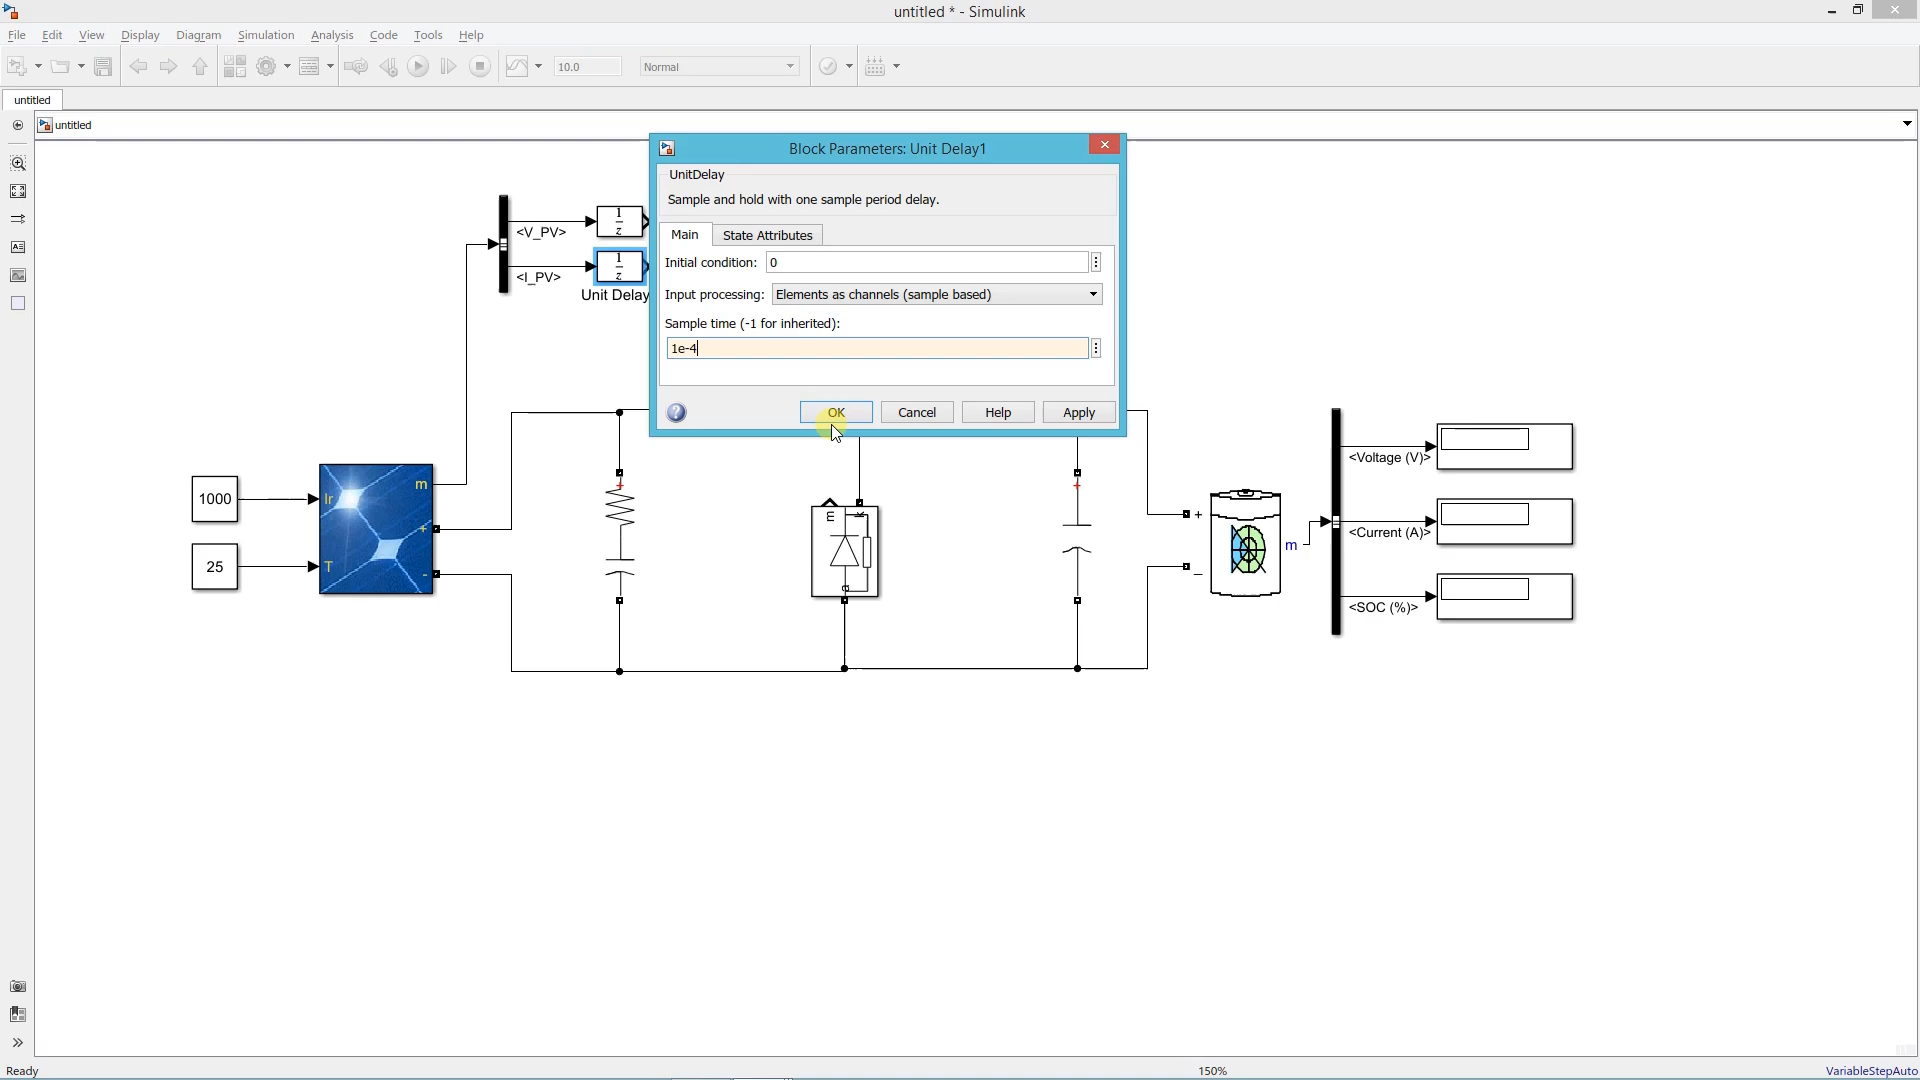 untitled * - Simulink
File Edit View Display Diagram Simulation Analysis Code Tools Help
10.0 Normal
untitled
untitled
Block Parameters: Unit Delay1
UnitDelay
Sample and hold with one sample period delay.
Main State Attributes
Initial condition: 0
Input processing: Elements as channels (sample based)
Sample time (-1 for inherited):
1e-4
OK Cancel Help Apply
1
z
<V_PV>
1
z
<I_PV>
Unit Delay
1000
25
Ir
T
m
+
-
+
m
k
a
+
+
_
m
<Voltage (V)>
<Current (A)>
<SOC (%)>
Ready
150%
VariableStepAuto